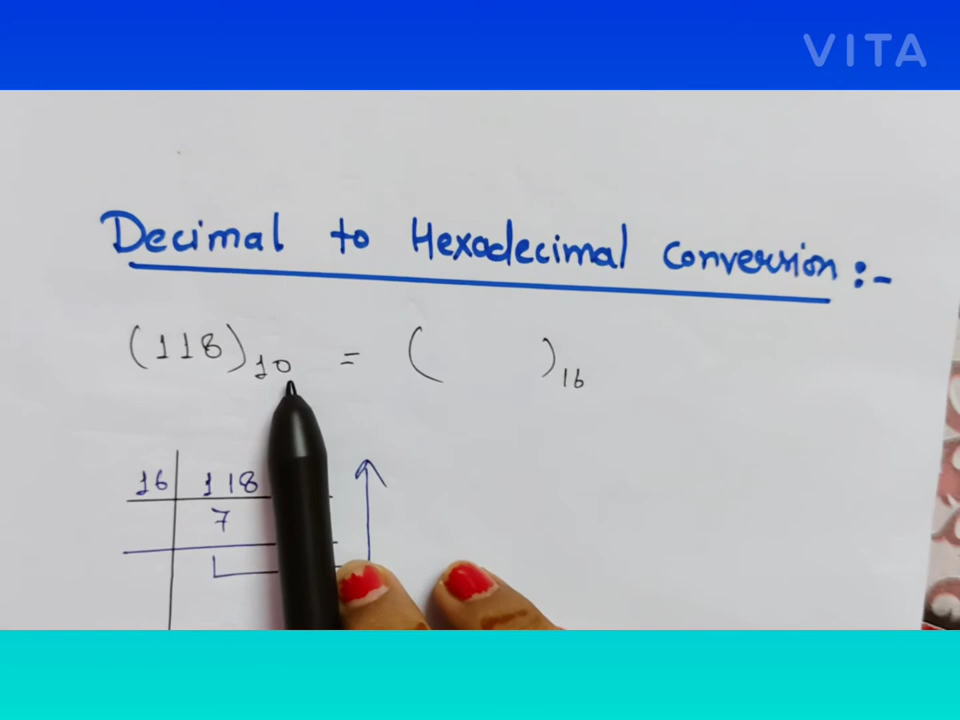 VITA
Decimal to Hexadecimal Conversion :-
(118)10 = ( )16
16 118
7